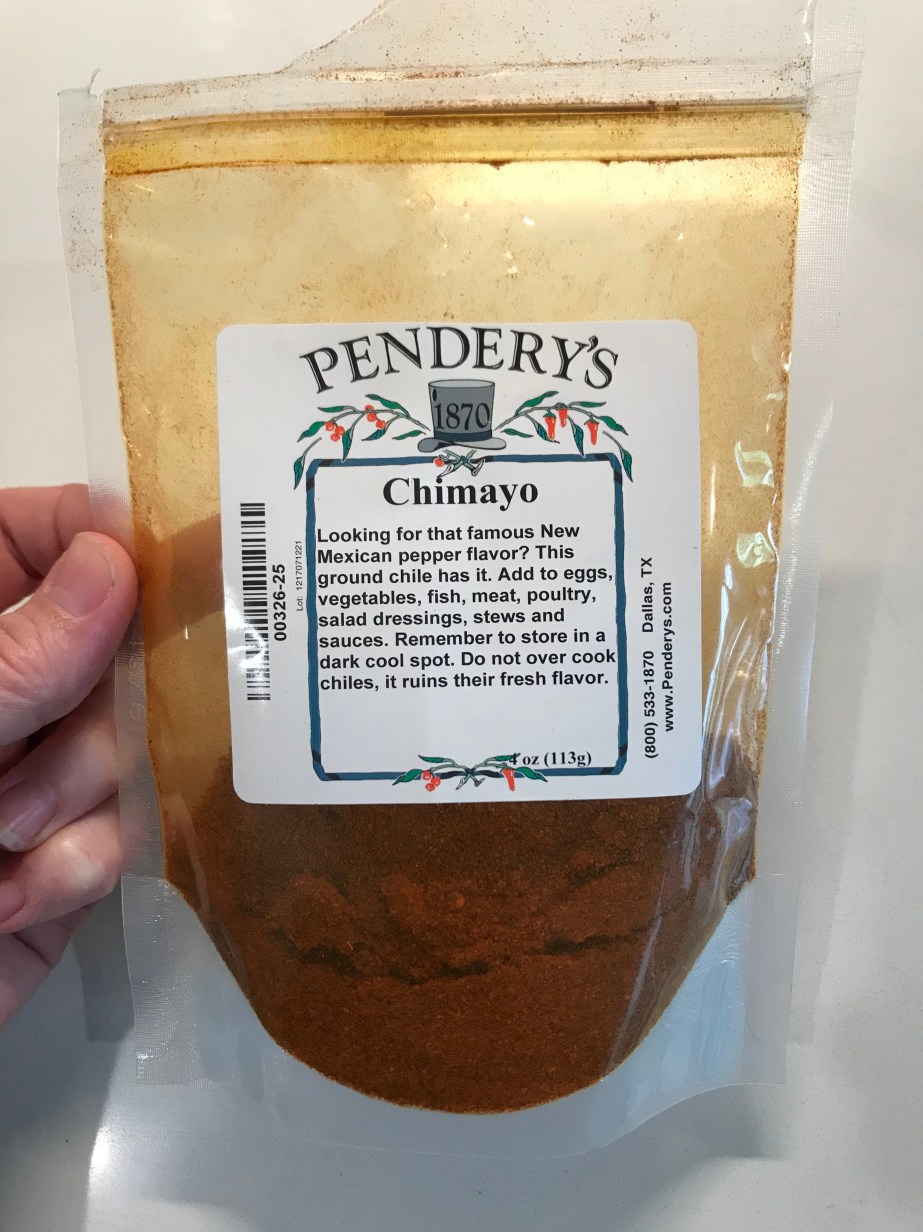 PENDERY'S
1870
Chimayo
Looking for that famous New
Mexican pepper flavor? This
ground chile has it. Add to eggs,
vegetables, fish, meat, poultry,
salad dressings, stews and
sauces. Remember to store in a
dark cool spot. Do not over cook
chiles, it ruins their fresh flavor.
4 oz (113g)
00326-25
Lot: 1217071221
(800) 533-1870 Dallas, TX
www.Penderys.com